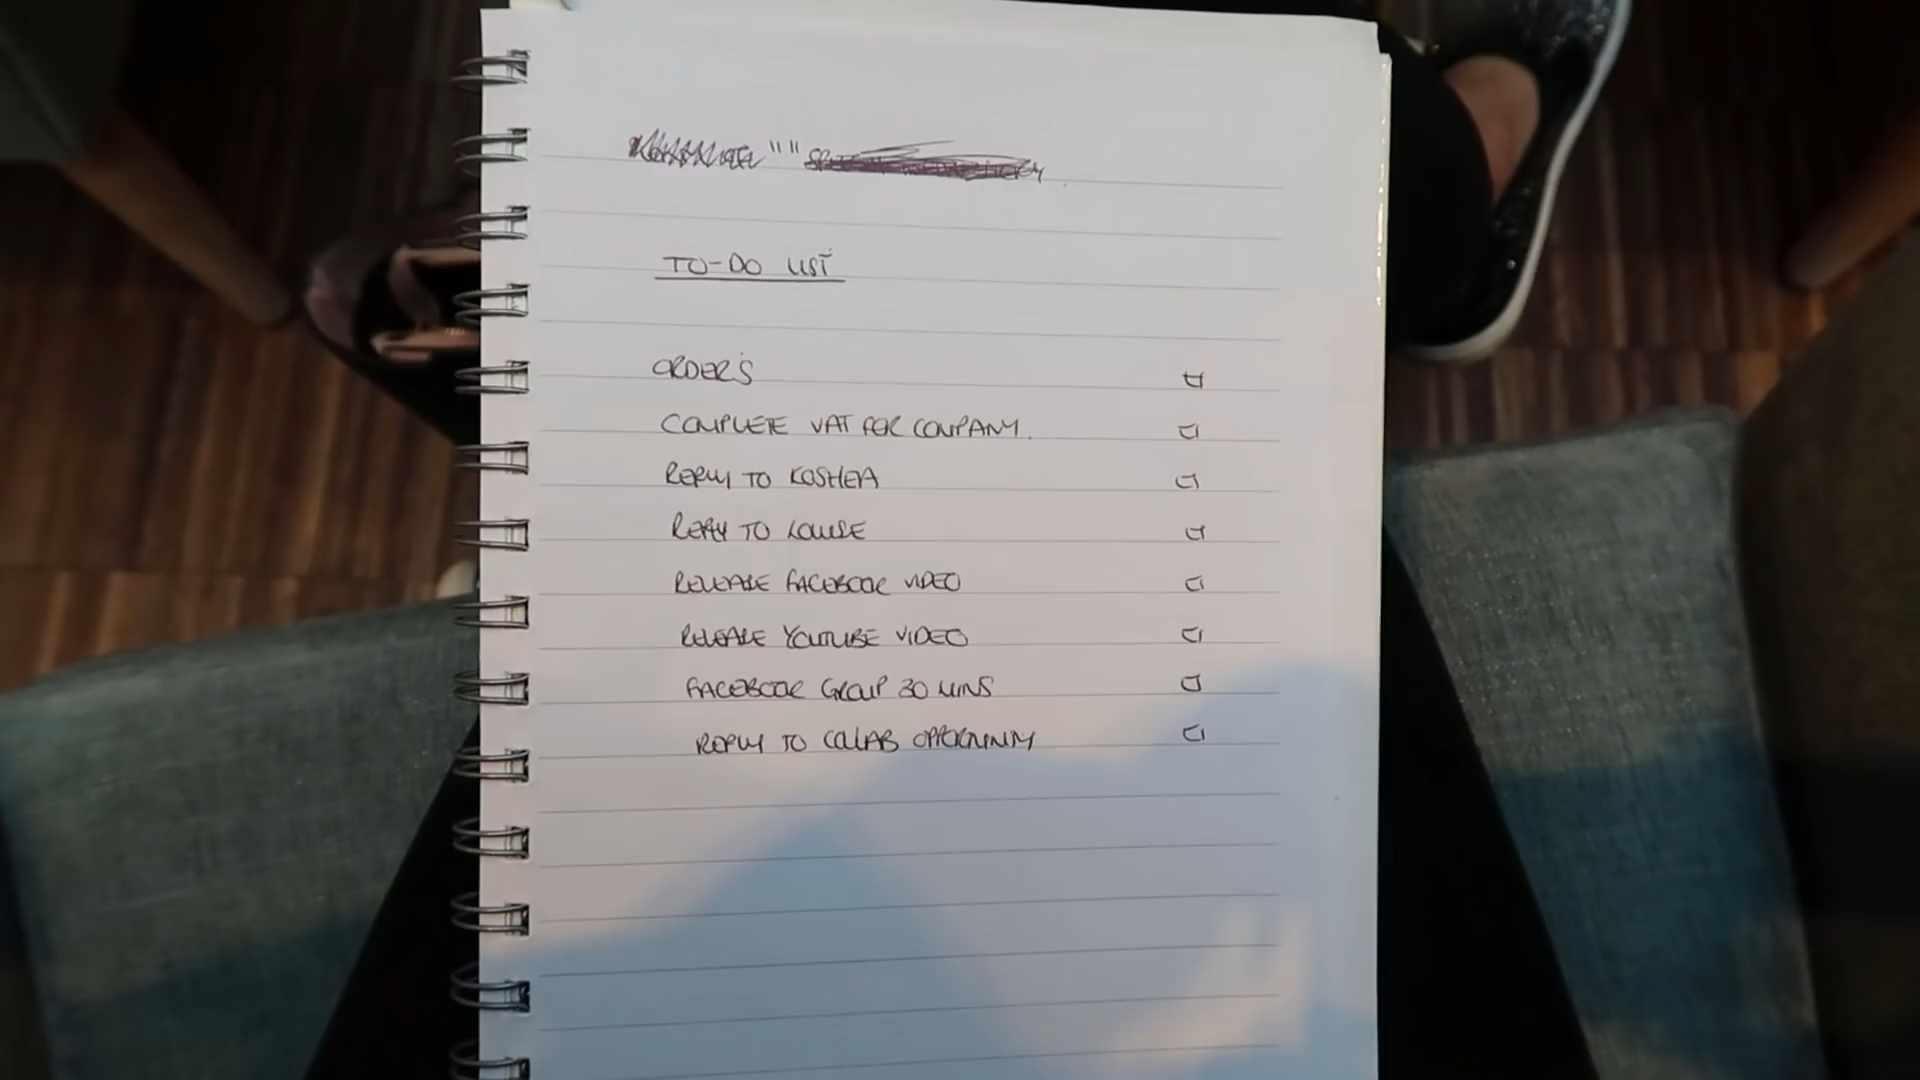 " "
TO-DO LIST
ORDERS
COMPLETE VAT FOR COMPANY.
REPLY TO KOSHEA
REPLY TO LOUISE
RELEASE FACEBOOK VIDEO
RELEASE YOUTUBE VIDEO
FACEBOOK GROUP 30 MINS
REPLY TO COLLAB OPPORTUNITY